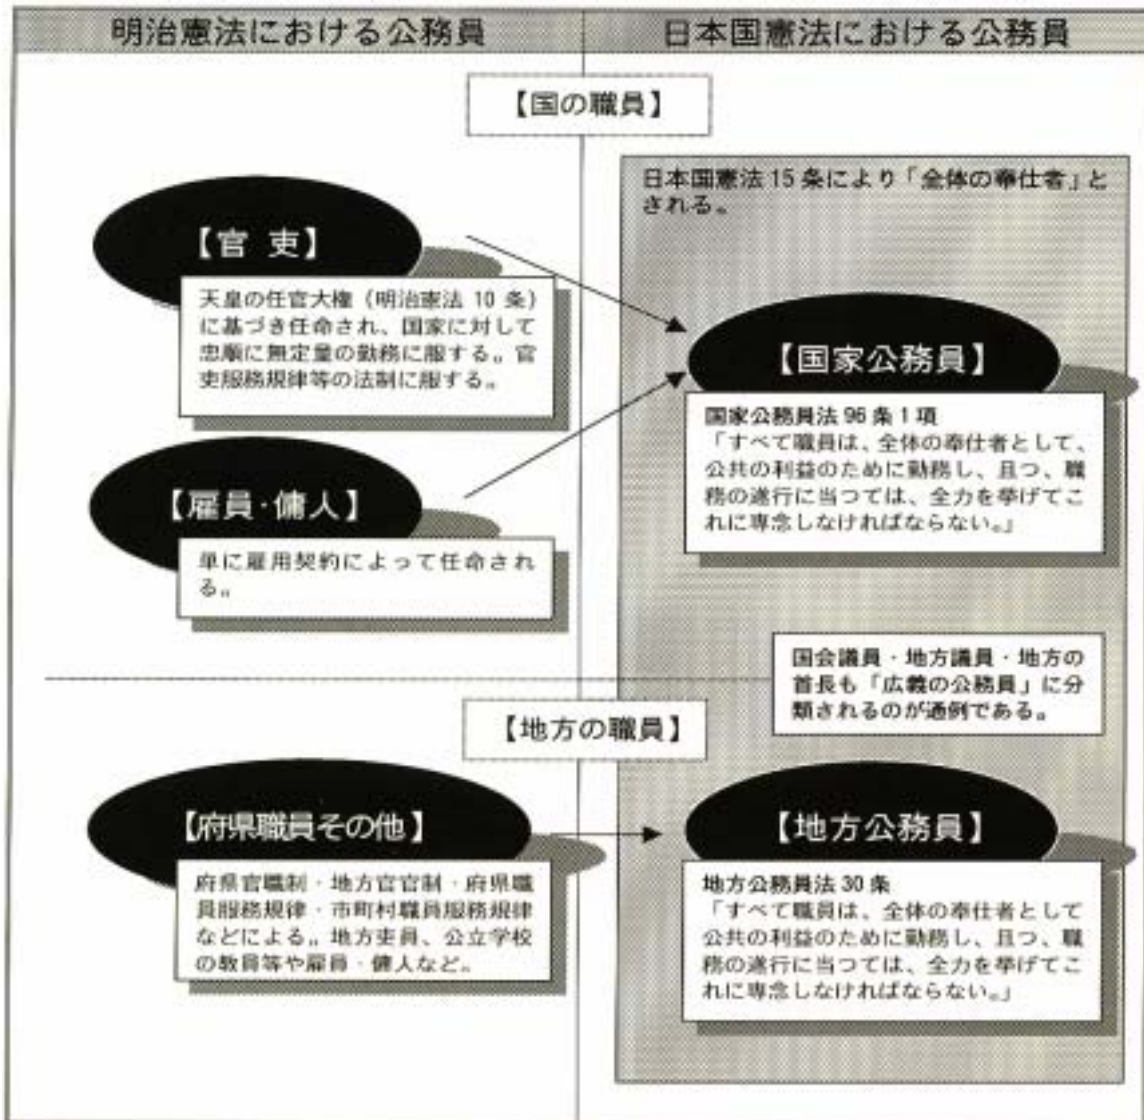 明治憲法における公務員
日本国憲法における公務員
【国の職員】
【官 吏】
天皇の任官大権（明治憲法 10 条）
に基づき任命され、国家に対して
忠順に無定量の勤務に服する。官
吏服務規律等の法制に服する。
【雇員・傭人】
単に雇用契約によって任命され
る。
日本国憲法 15 条により「全体の奉仕者」と
される。
【国家公務員】
国家公務員法 96 条 1 項
「すべて職員は、全体の奉仕者として、
公共の利益のために勤務し、且つ、職
務の遂行に当つては、全力を挙げてこ
れに専念しなければならない。」
国会議員・地方議員・地方の
首長も「広義の公務員」に分
類されるのが通例である。
【地方の職員】
【府県職員その他】
府県官職制・地方官官制・府県職
員服務規律・市町村職員服務規律
などによる。地方吏員、公立学校
の教員等や雇員・傭人など。
【地方公務員】
地方公務員法 30 条
「すべて職員は、全体の奉仕者として
公共の利益のために勤務し、且つ、職
務の遂行に当つては、全力を挙げてこ
れに専念しなければならない。」